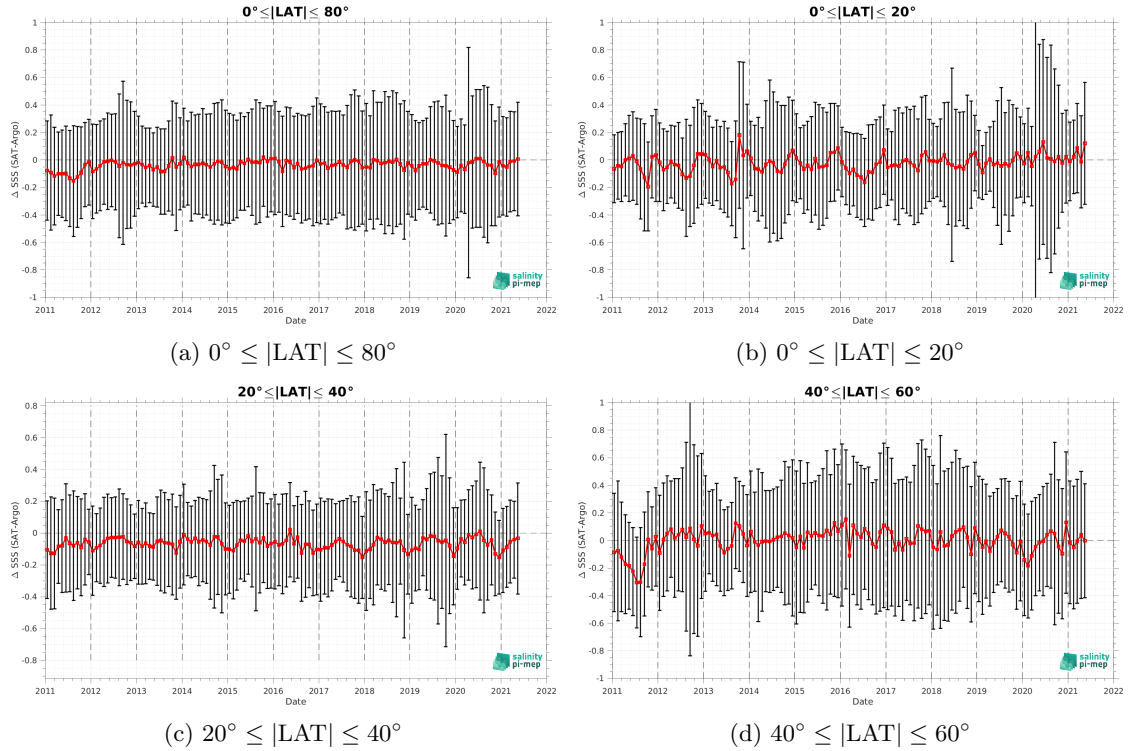 0°≤|LAT|≤ 80°
1
0.8
0.6
0.4
0.2
0
-0.2
-0.4
-0.6
-0.8
-1
Δ SSS (SAT-Argo)
2011 2012 2013 2014 2015 2016 2017 2018 2019 2020 2021 2022
Date
salinity
pi-mep
(a) 0° ≤ |LAT| ≤ 80°
0°≤|LAT|≤ 20°
1
0.8
0.6
0.4
0.2
0
-0.2
-0.4
-0.6
-0.8
-1
Δ SSS (SAT-Argo)
2011 2012 2013 2014 2015 2016 2017 2018 2019 2020 2021 2022
Date
salinity
pi-mep
(b) 0° ≤ |LAT| ≤ 20°
20°≤|LAT|≤ 40°
0.8
0.6
0.4
0.2
0
-0.2
-0.4
-0.6
-0.8
Δ SSS (SAT-Argo)
2011 2012 2013 2014 2015 2016 2017 2018 2019 2020 2021 2022
Date
salinity
pi-mep
(c) 20° ≤ |LAT| ≤ 40°
40°≤|LAT|≤ 60°
1
0.8
0.6
0.4
0.2
0
-0.2
-0.4
-0.6
-0.8
-1
Δ SSS (SAT-Argo)
2011 2012 2013 2014 2015 2016 2017 2018 2019 2020 2021 2022
Date
salinity
pi-mep
(d) 40° ≤ |LAT| ≤ 60°